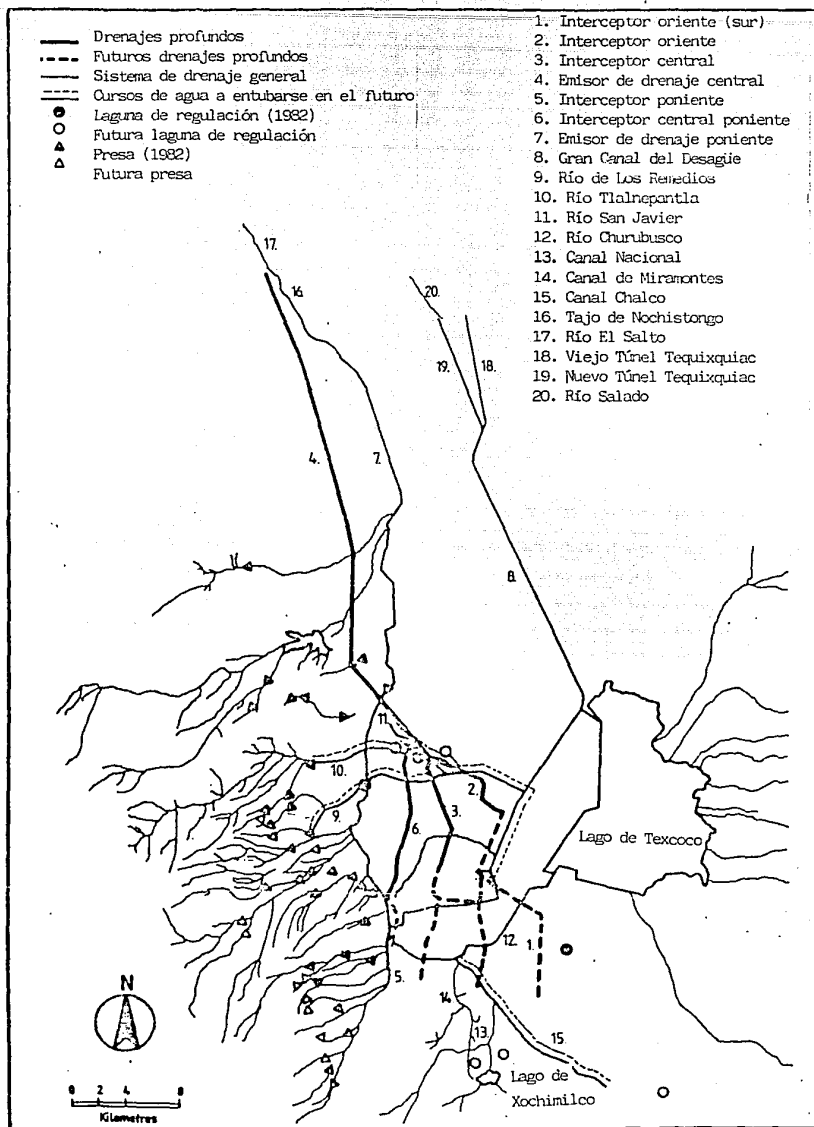 Drenajes profundos
Futuros drenajes profundos
Sistema de drenaje general
Cursos de agua a entubarse en el futuro
Laguna de regulación (1982)
Futura laguna de regulación
Presa (1982)
Futura presa
1. Interceptor oriente (sur)
2. Interceptor oriente
3. Interceptor central
4. Emisor de drenaje central
5. Interceptor poniente
6. Interceptor central poniente
7. Emisor de drenaje poniente
8. Gran Canal del Desagüe
9. Río de Los Remedios
10. Río Tlalnepantla
11. Río San Javier
12. Río Churubusco
13. Canal Nacional
14. Canal de Miramontes
15. Canal Chalco
16. Tajo de Nochistongo
17. Río El Salto
18. Viejo Túnel Tequixquiac
19. Nuevo Túnel Tequixquiac
20. Río Salado
17.
16.
20.
19.
18.
4.
7.
8.
11.
10.
2.
9.
6.
3.
Lago de Texcoco
12.
1.
5.
14.
13.
15.
Lago de
Xochimilco
N
0 2 4 8
Kilometres